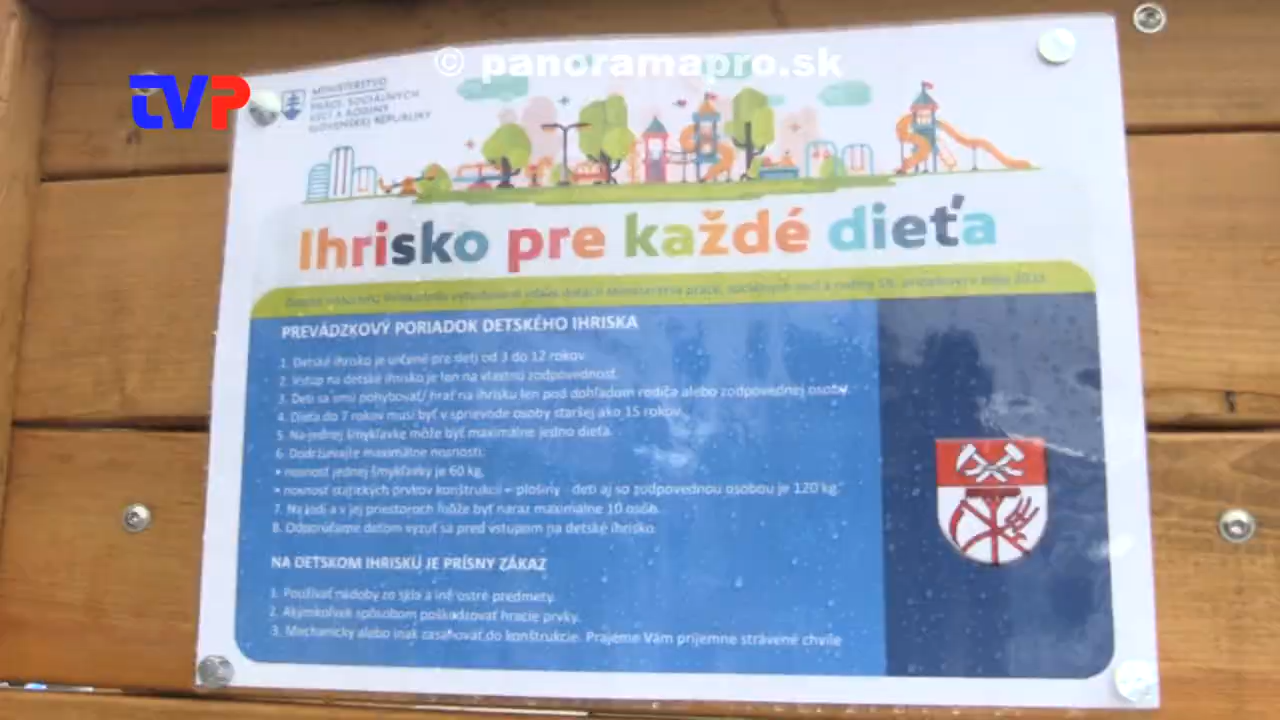 © panoramapro.sk
TVP
MINISTERSTVO
PRÁCE, SOCIÁLNYCH
VECÍ A RODINY
SLOVENSKEJ REPUBLIKY
Ihrisko pre každé dieťa
PREVÁDZKOVÝ PORIADOK DETSKÉHO IHRISKA
1. Detské ihrisko je určené pre deti od 3 do 12 rokov.
2. Vstup na detské ihrisko je len na vlastnú zodpovednosť.
3. Deti sa smú pohybovať/ hrať na ihrisku len pod dohľadom rodiča alebo zodpovednej osoby.
4. Dieťa do 7 rokov musí byť v sprievode osoby staršej ako 15 rokov.
5. Na jednej šmykľavke môže byť maximálne jedno dieťa.
6. Dodržiavajte maximálne nosnosti:
• nosnosť jednej šmykľavky je 60 kg,
• nosnosť statických prvkov konštrukcií – plošiny - deti aj so zodpovednou osobou je 120 kg.
7. Na a v jej priestoroch môže byť naraz maximálne 10 osôb.
8. Odporúčame deťom vyzuť sa pred vstupom na detské ihrisko.
NA DETSKOM IHRISKU JE PRÍSNY ZÁKAZ
1. Používať nádoby zo skla a iné ostré predmety.
2. Akýmkoľvek spôsobom poškodzovať hracie prvky.
3. Mechanicky alebo inak zasahovať do konštrukcie. Prajeme Vám príjemne strávené chvíle